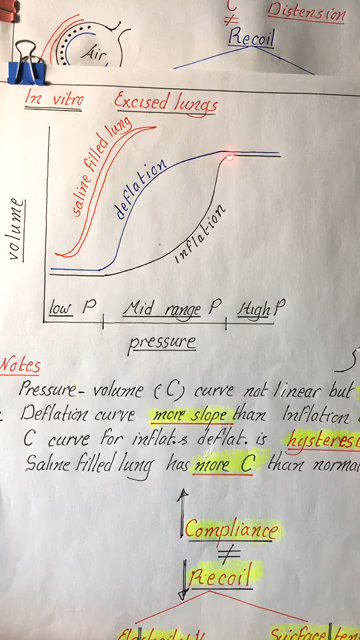 C
≠ Distension
Recoil
Air
In vitro Excised lungs
saline filled lung
deflation
inflation
volume
low P Mid range P High P
pressure
Notes
Pressure-volume (C) curve not linear but
Deflation curve more slope than Inflation
C curve for inflat. & deflat. is
Saline filled lung has more C than normal
Compliance
≠
Recoil